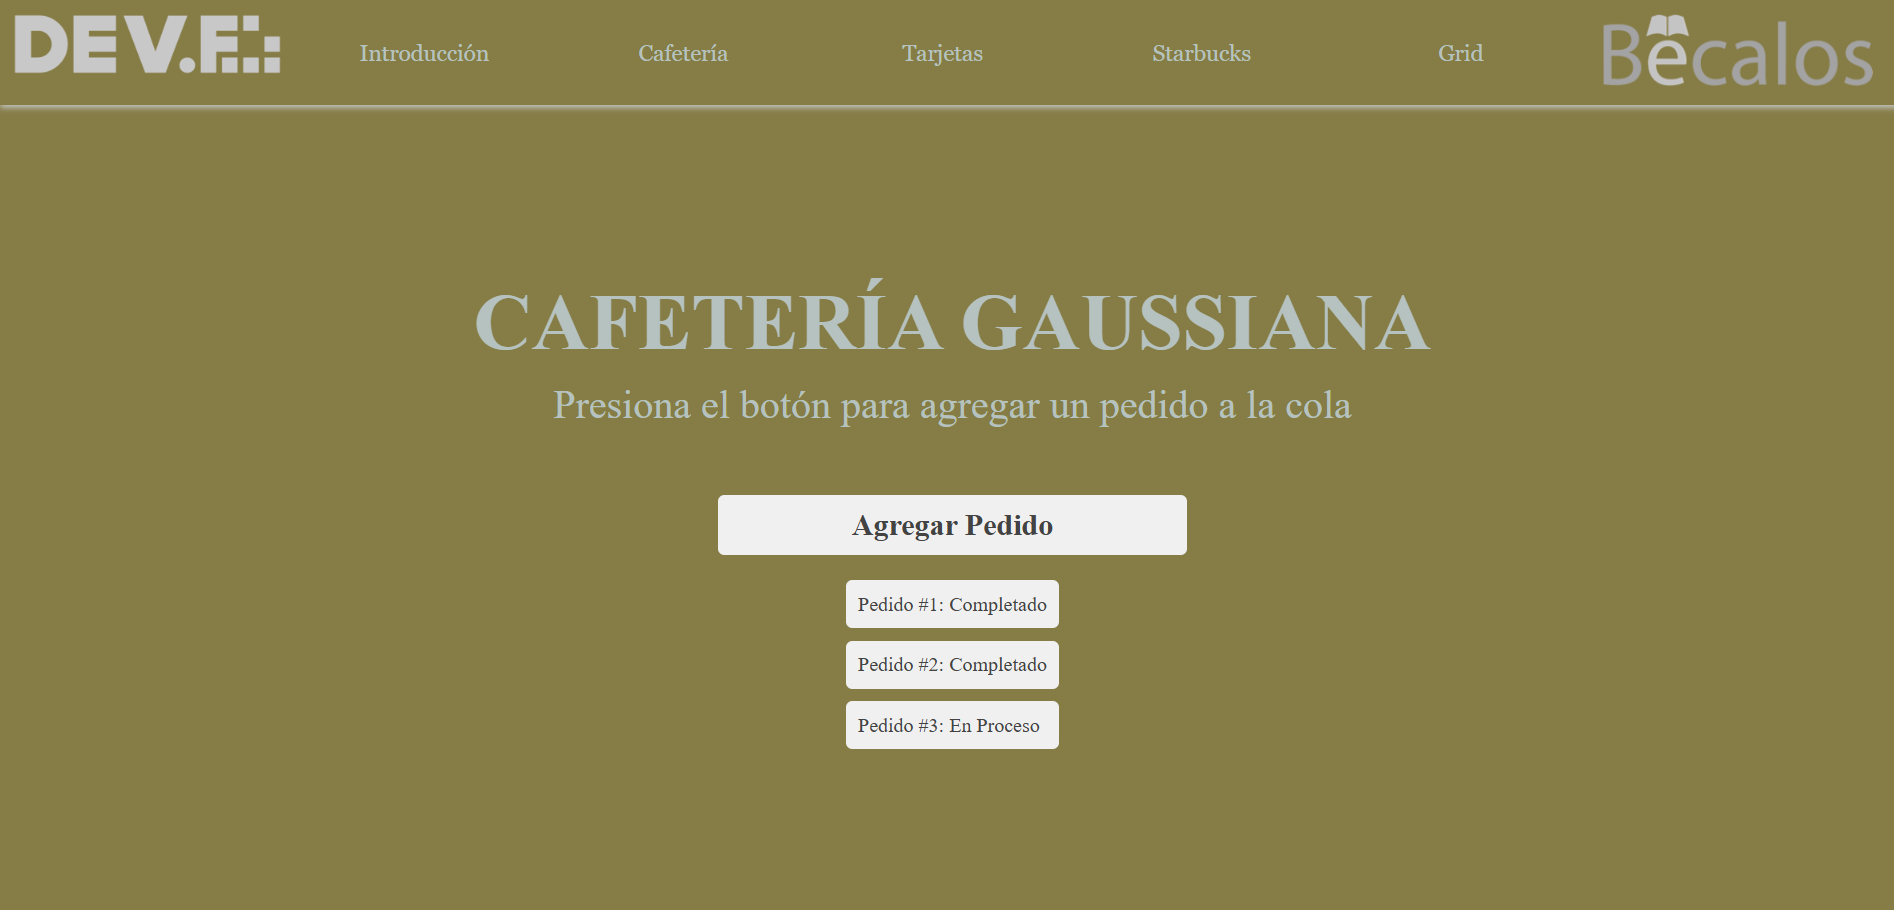 DEV.F
Introducción
Cafetería
Tarjetas
Starbucks
Grid
Bécalos
CAFETERÍA GAUSSIANA
Presiona el botón para agregar un pedido a la cola
Agregar Pedido
Pedido #1: Completado
Pedido #2: Completado
Pedido #3: En Proceso